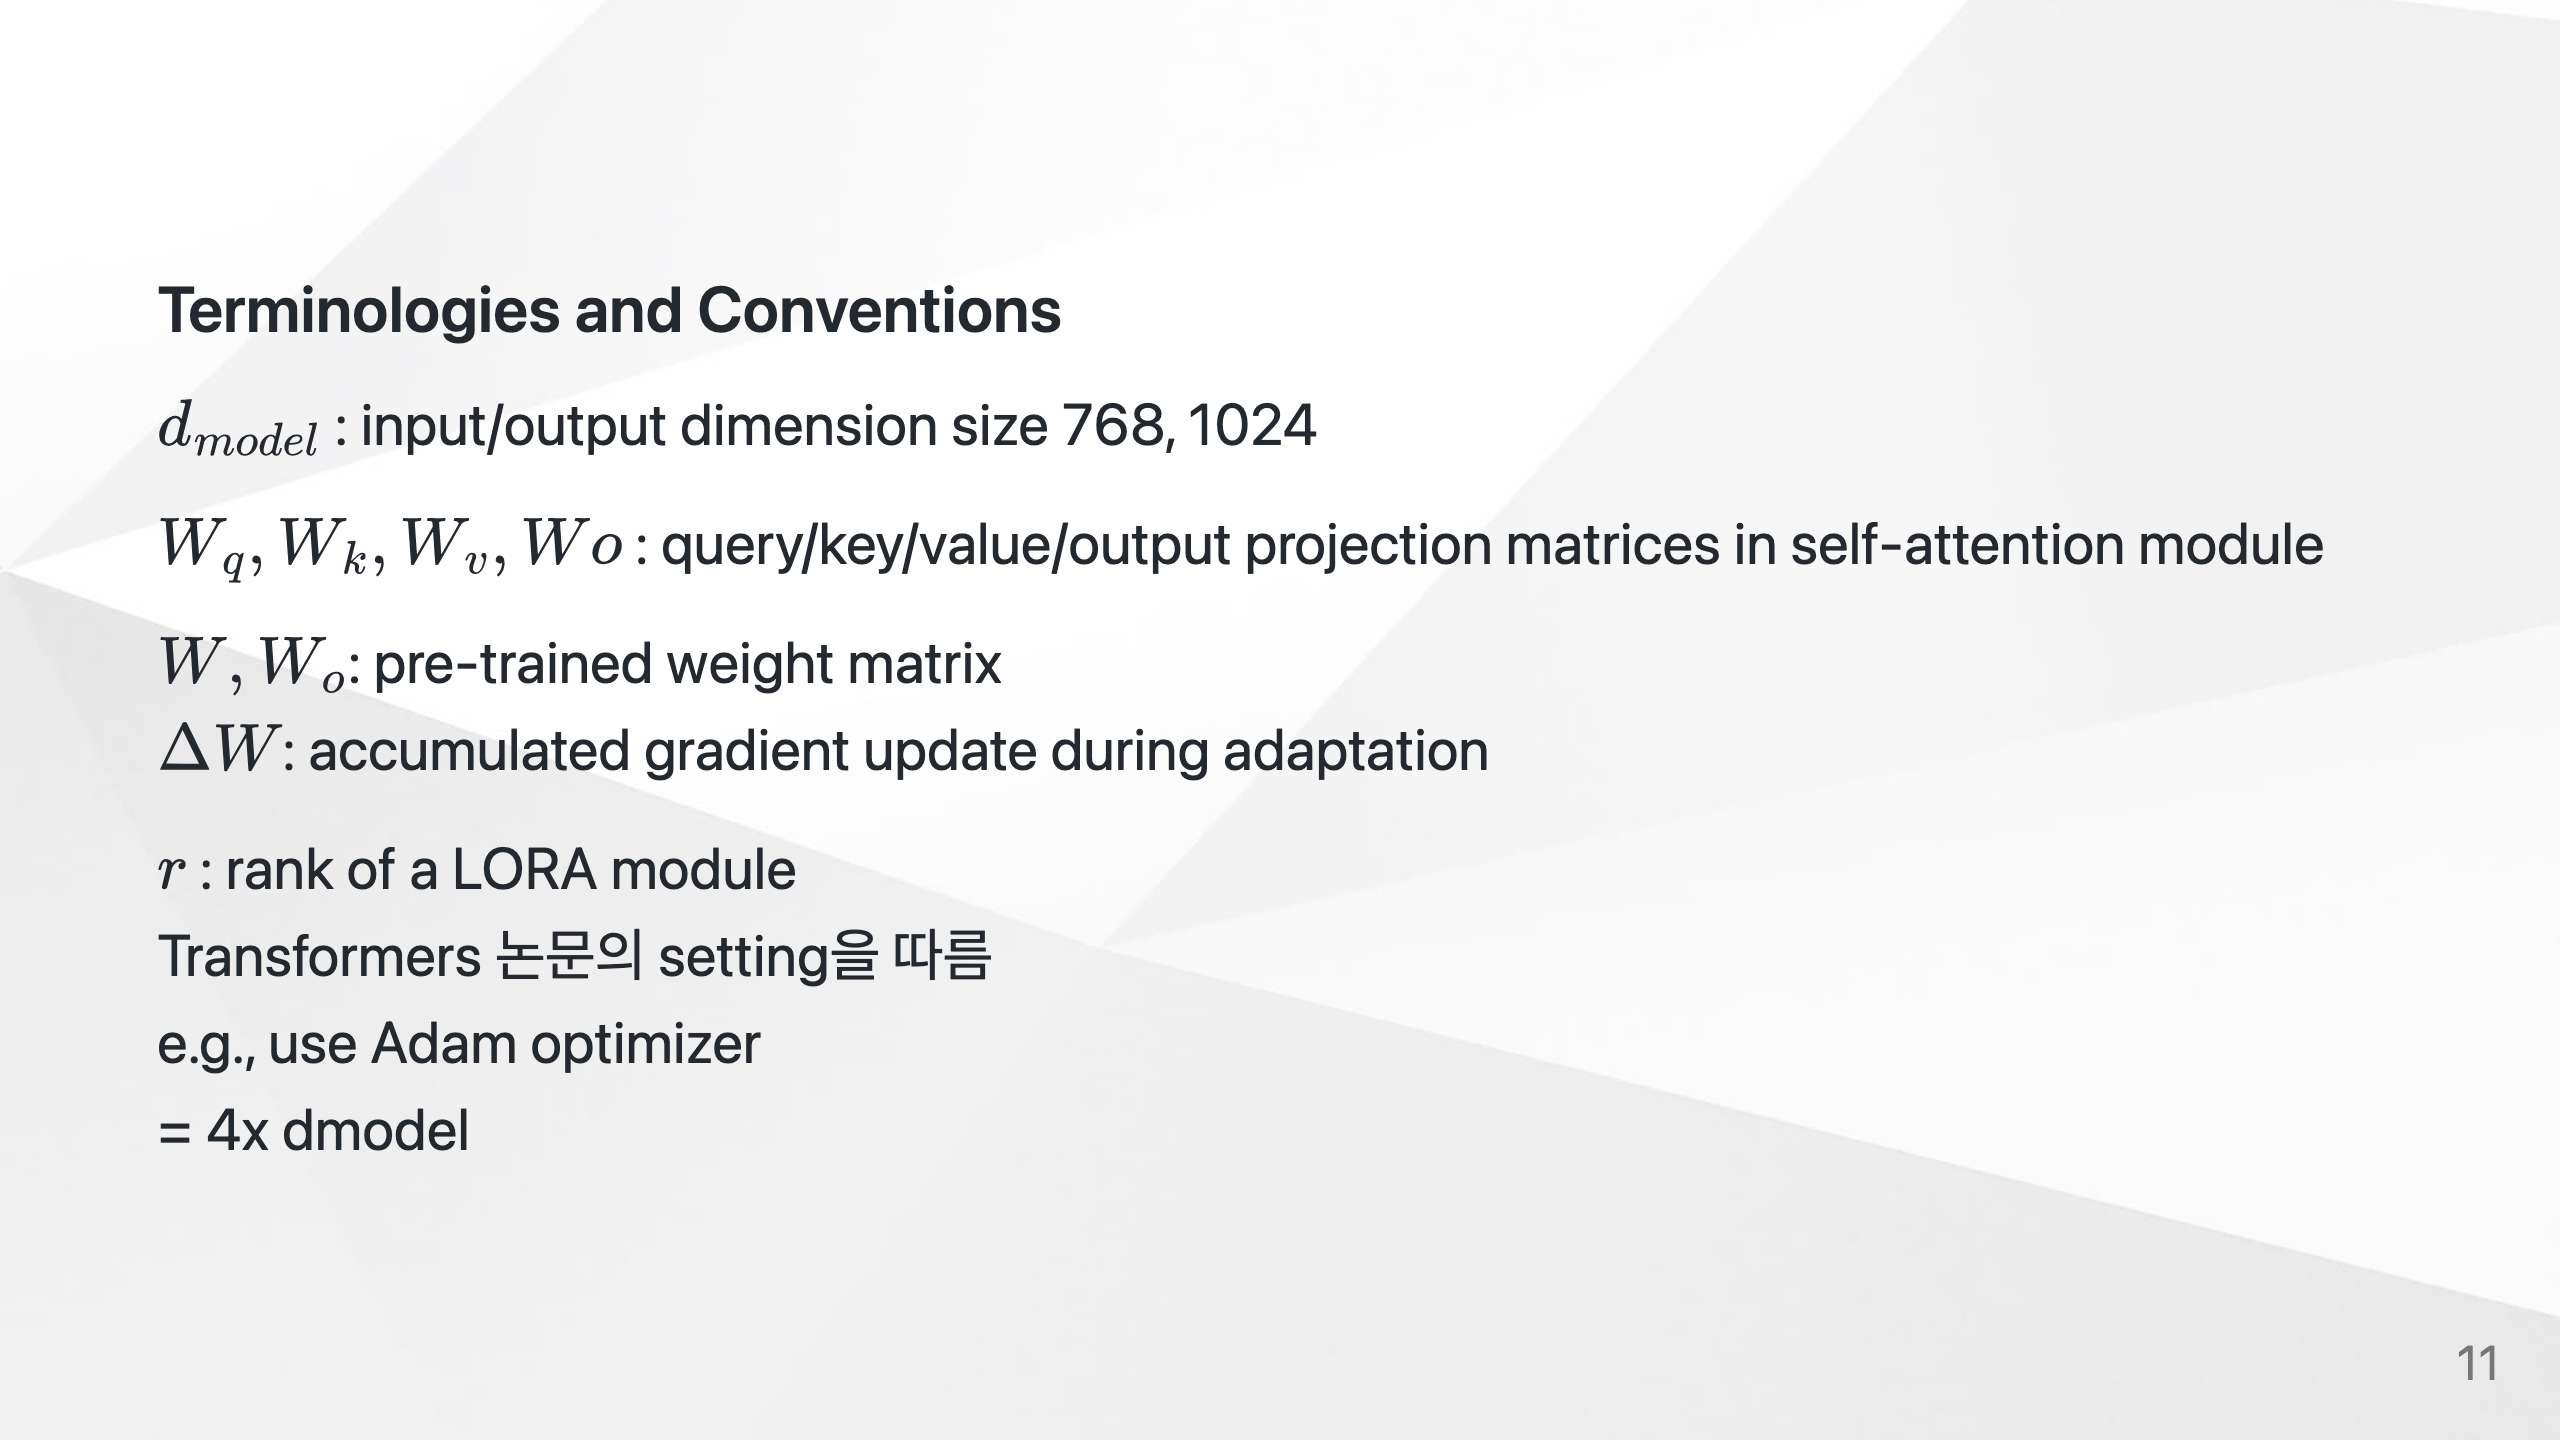 Terminologies and Conventions
d_model : input/output dimension size 768, 1024
W_q, W_k, W_v, Wo : query/key/value/output projection matrices in self-attention module
W, W_o: pre-trained weight matrix
ΔW: accumulated gradient update during adaptation
r : rank of a LORA module
Transformers 논문의 setting을 따름
e.g., use Adam optimizer
= 4x dmodel
11